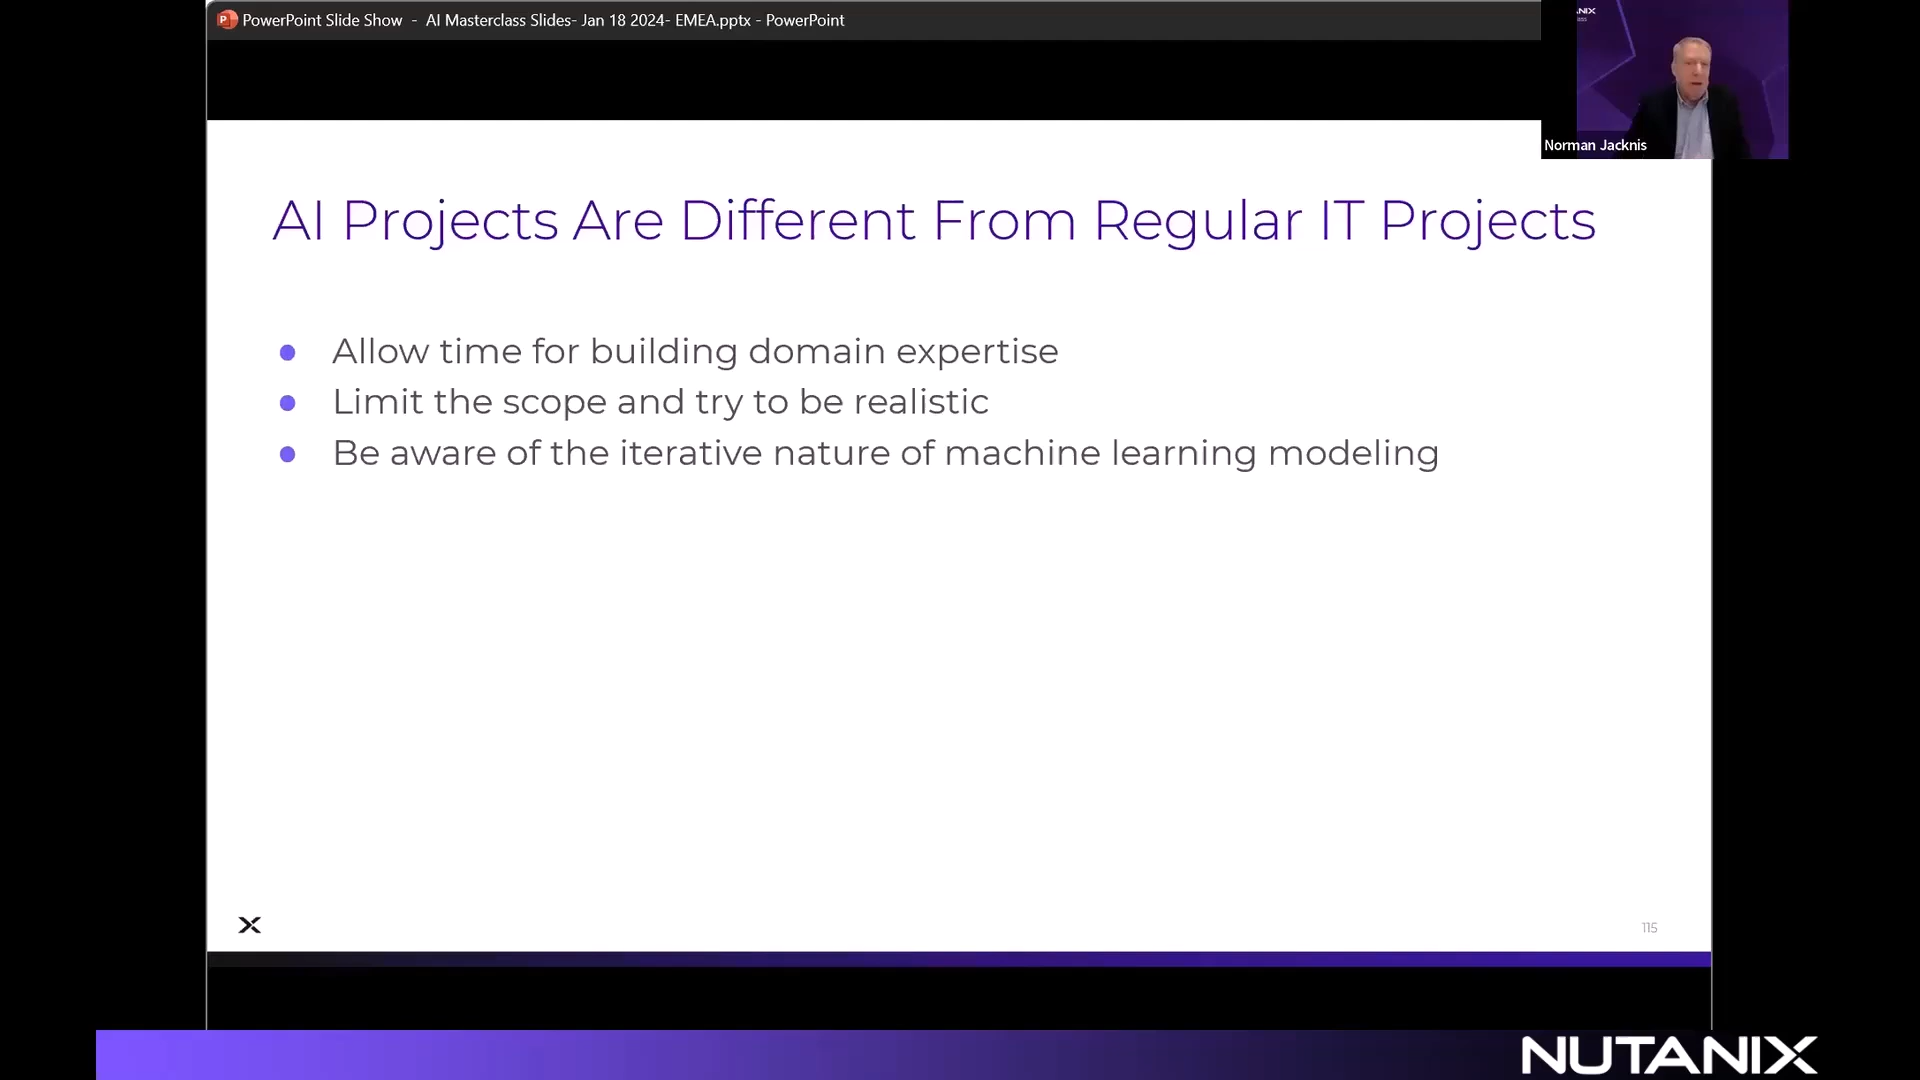 PowerPoint Slide Show - AI Masterclass Slides- Jan 18 2024- EMEA.pptx - PowerPoint
Norman Jacknis
AI Projects Are Different From Regular IT Projects
Allow time for building domain expertise
Limit the scope and try to be realistic
Be aware of the iterative nature of machine learning modeling
115
NUTANIX